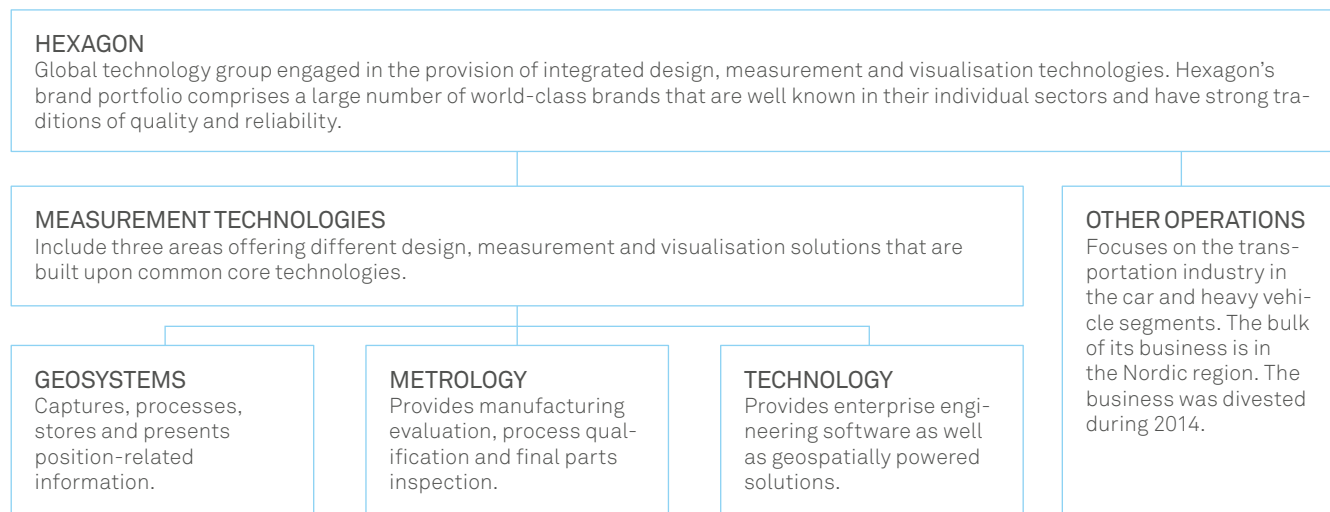 HEXAGON
Global technology group engaged in the provision of integrated design, measurement and visualisation technologies. Hexagon's
brand portfolio comprises a large number of world-class brands that are well known in their individual sectors and have strong tra-
ditions of quality and reliability.
MEASUREMENT TECHNOLOGIES
Include three areas offering different design, measurement and visualisation solutions that are
built upon common core technologies.
OTHER OPERATIONS
Focuses on the trans-
portation industry in
the car and heavy vehi-
cle segments. The bulk
of its business is in
the Nordic region. The
business was divested
during 2014.
GEOSYSTEMS
Captures, processes,
stores and presents
position-related
information.
METROLOGY
Provides manufacturing
evaluation, process qual-
ification and final parts
inspection.
TECHNOLOGY
Provides enterprise engi-
neering software as well
as geospatially powered
solutions.